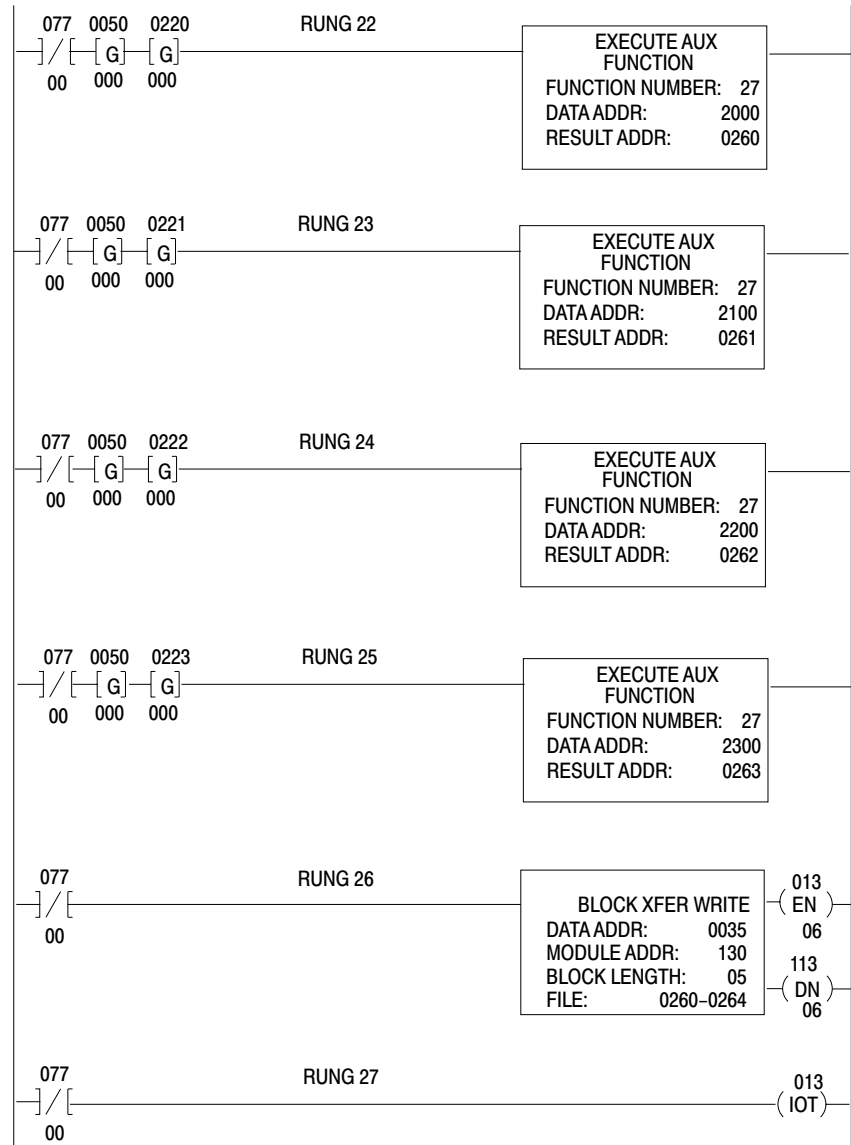 077 0050 0220 RUNG 22
]/[ [G] [G]
00 000 000
EXECUTE AUX
FUNCTION
FUNCTION NUMBER: 27
DATA ADDR: 2000
RESULT ADDR: 0260
077 0050 0221 RUNG 23
]/[ [G] [G]
00 000 000
EXECUTE AUX
FUNCTION
FUNCTION NUMBER: 27
DATA ADDR: 2100
RESULT ADDR: 0261
077 0050 0222 RUNG 24
]/[ [G] [G]
00 000 000
EXECUTE AUX
FUNCTION
FUNCTION NUMBER: 27
DATA ADDR: 2200
RESULT ADDR: 0262
077 0050 0223 RUNG 25
]/[ [G] [G]
00 000 000
EXECUTE AUX
FUNCTION
FUNCTION NUMBER: 27
DATA ADDR: 2300
RESULT ADDR: 0263
077 RUNG 26
]/[
00
BLOCK XFER WRITE
DATA ADDR: 0035
MODULE ADDR: 130
BLOCK LENGTH: 05
FILE: 0260-0264
013
(EN)
06
113
(DN)
06
077 RUNG 27 013
]/[ (IOT)
00